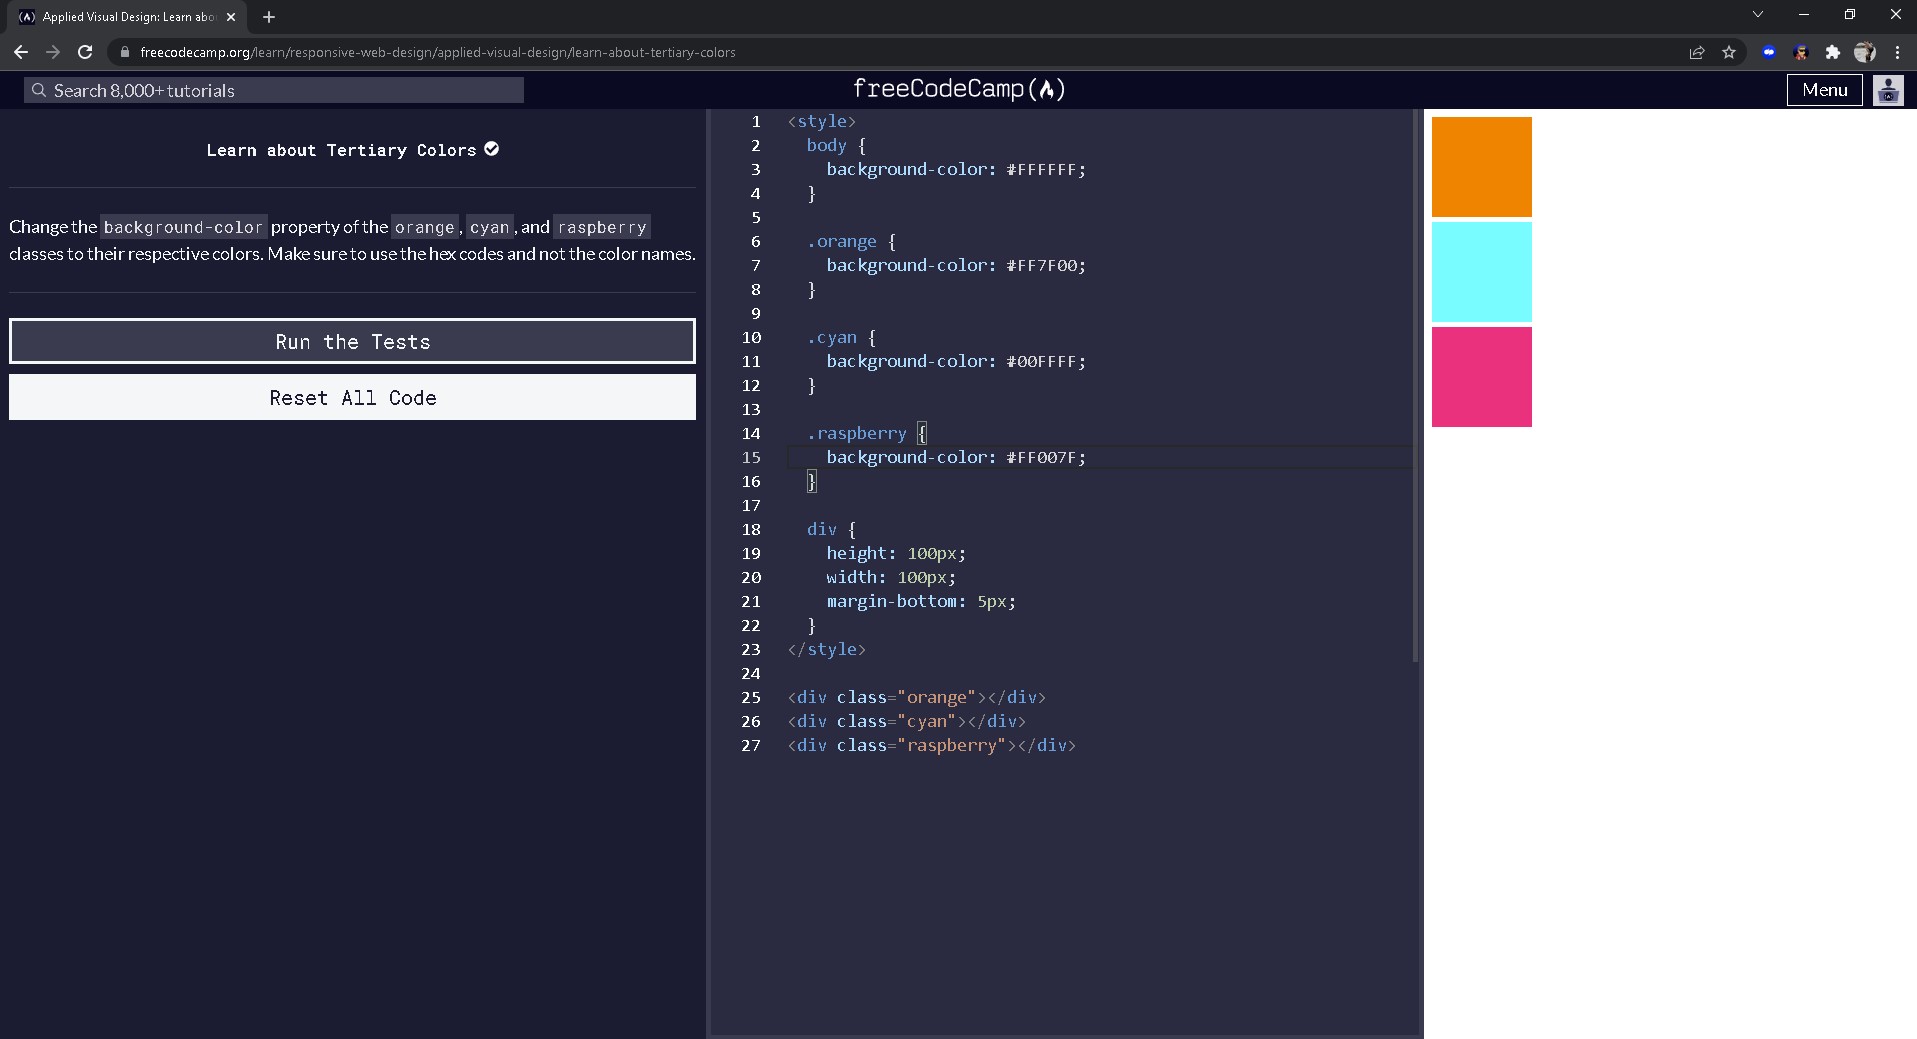 Applied Visual Design: Learn abo
freecodecamp.org/learn/responsive-web-design/applied-visual-design/learn-about-tertiary-colors
Search 8,000+ tutorials
freeCodeCamp(
)
Menu
Learn about Tertiary Colors
Change the background-color property of the orange, cyan, and raspberry
classes to their respective colors. Make sure to use the hex codes and not the color names.
Run the Tests
Reset All Code
1 <style>
2 body {
3 background-color: #FFFFFF;
4 }
5
6 .orange {
7 background-color: #FF7F00;
8 }
9
10 .cyan {
11 background-color: #00FFFF;
12 }
13
14 .raspberry {
15 background-color: #FF007F;
16 }
17
18 div {
19 height: 100px;
20 width: 100px;
21 margin-bottom: 5px;
22 }
23 </style>
24
25 <div class="orange"></div>
26 <div class="cyan"></div>
27 <div class="raspberry"></div>